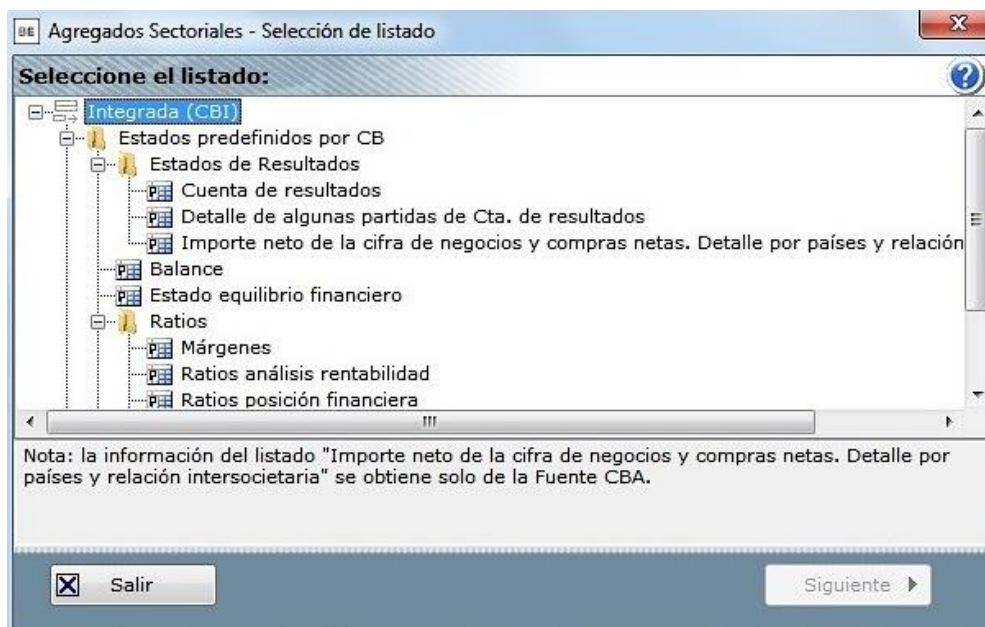 BE Agregados Sectoriales - Selección de listado
Seleccione el listado:
Integrada (CBI)
Estados predefinidos por CB
Estados de Resultados
Cuenta de resultados
Detalle de algunas partidas de Cta. de resultados
Importe neto de la cifra de negocios y compras netas. Detalle por países y relación
Balance
Estado equilibrio financiero
Ratios
Márgenes
Ratios análisis rentabilidad
Ratios posición financiera
Nota: la información del listado "Importe neto de la cifra de negocios y compras netas. Detalle por
países y relación intersocietaria" se obtiene solo de la Fuente CBA.
Salir
Siguiente